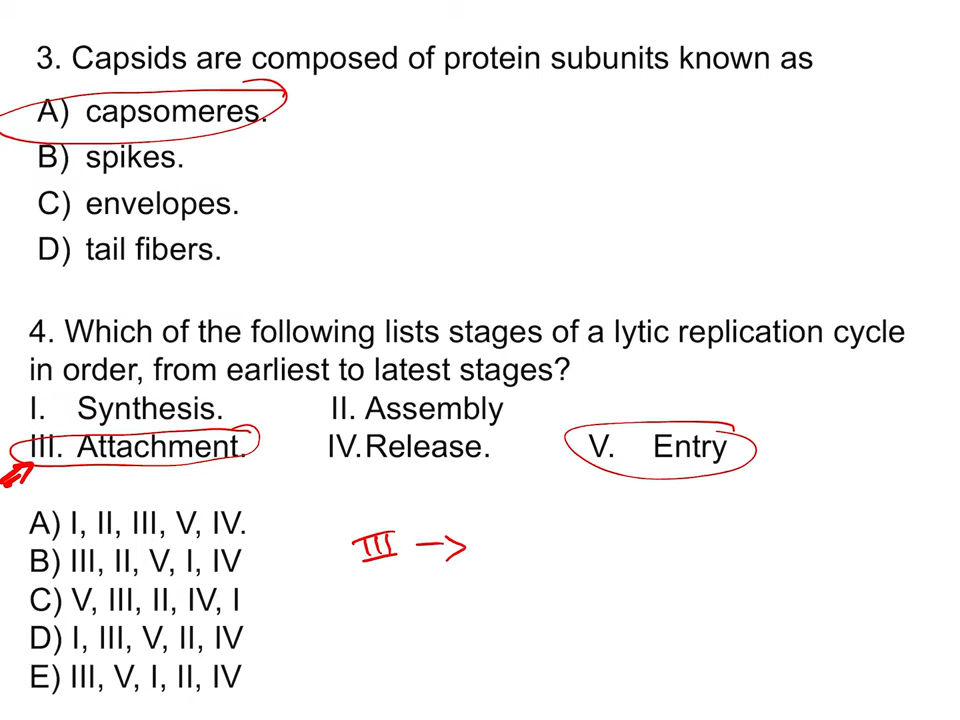 3. Capsids are composed of protein subunits known as
A) capsomeres.
B) spikes.
C) envelopes.
D) tail fibers.
4. Which of the following lists stages of a lytic replication cycle
in order, from earliest to latest stages?
I. Synthesis. II. Assembly
III. Attachment. IV.Release. V. Entry
A) I, II, III, V, IV.
B) III, II, V, I, IV
III →
C) V, III, II, IV, I
D) I, III, V, II, IV
E) III, V, I, II, IV